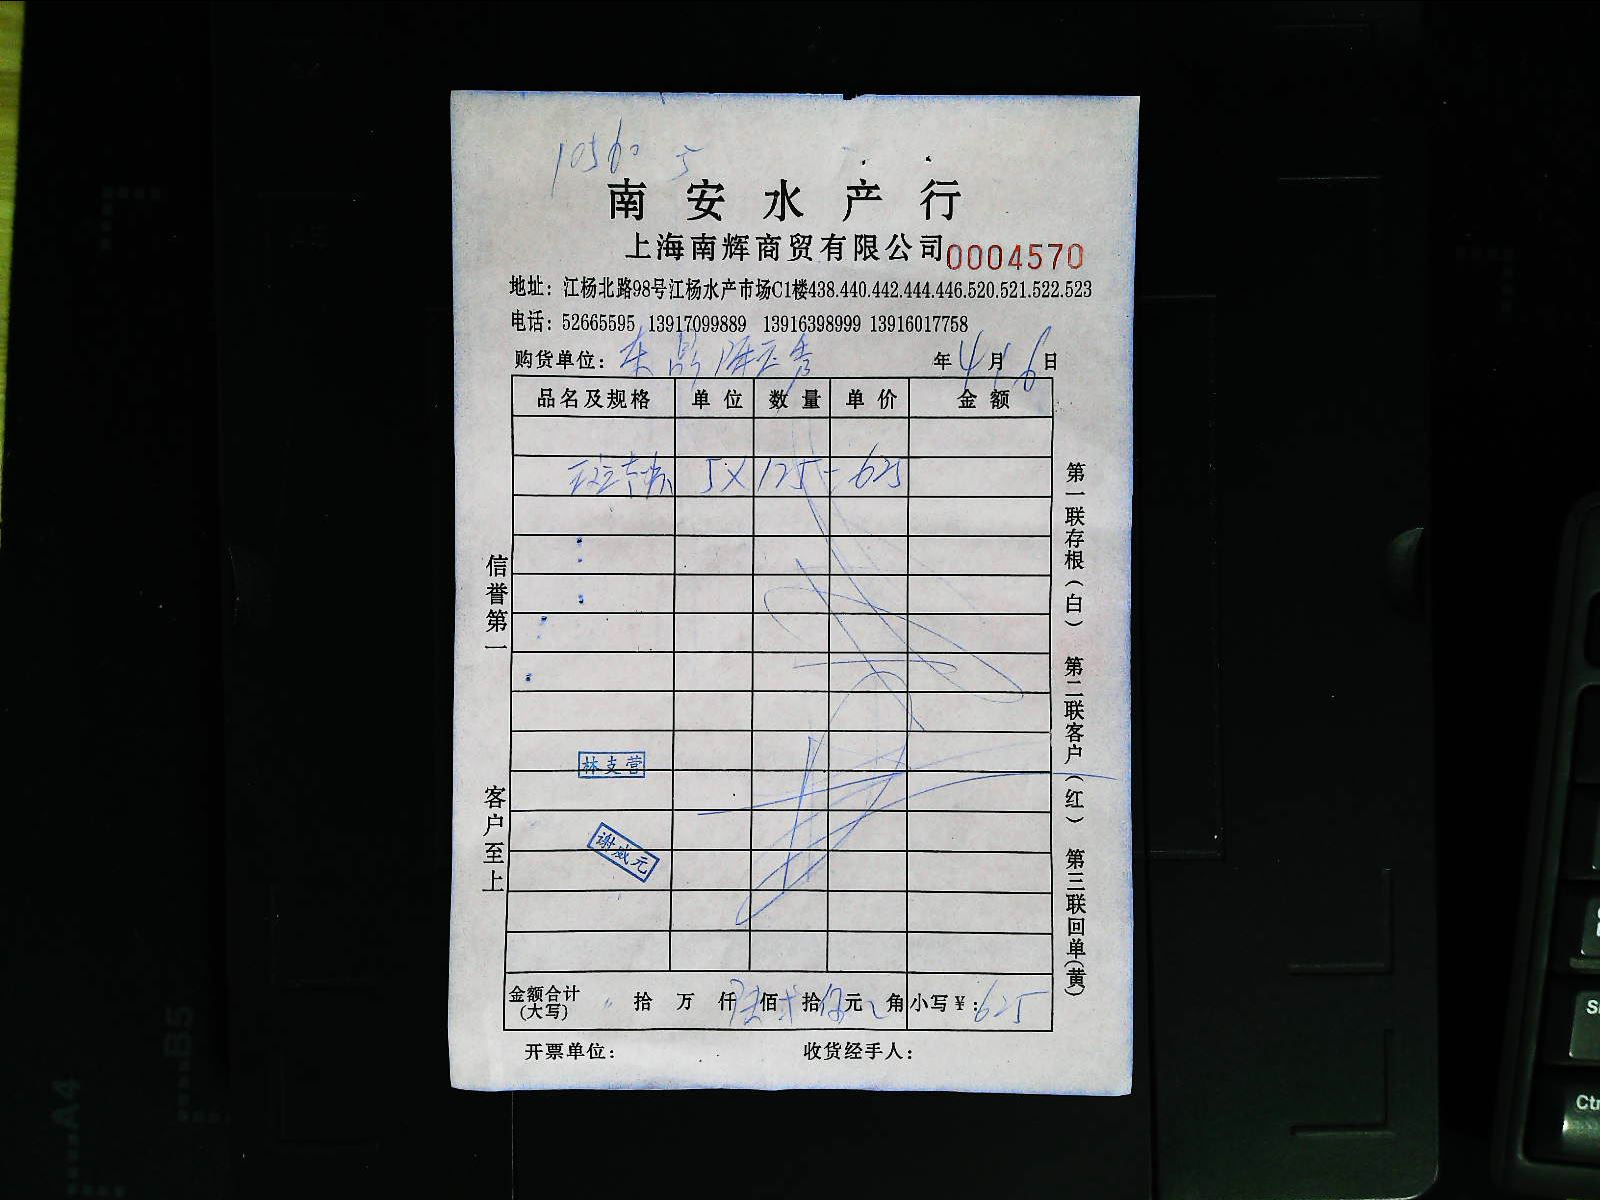 10560 5
南安水产行
上海南辉商贸有限公司 0004570
地址：江杨北路98号江杨水产市场C1楼438.440.442.444.446.520.521.522.523
电话：52665595 13917099889 13916398999 13916017758
购货单位： 年4月6日
品名及规格 单位 数量 单价 金额
5×125=625
林支营
谢威元
金额合计(大写) 拾万仟陆佰贰拾伍元角 小写￥：625
开票单位： 收货经手人：
信誉第一 客户至上
第一联存根（白） 第二联客户（红） 第三联回单(黄)
A4
B5
Ctr